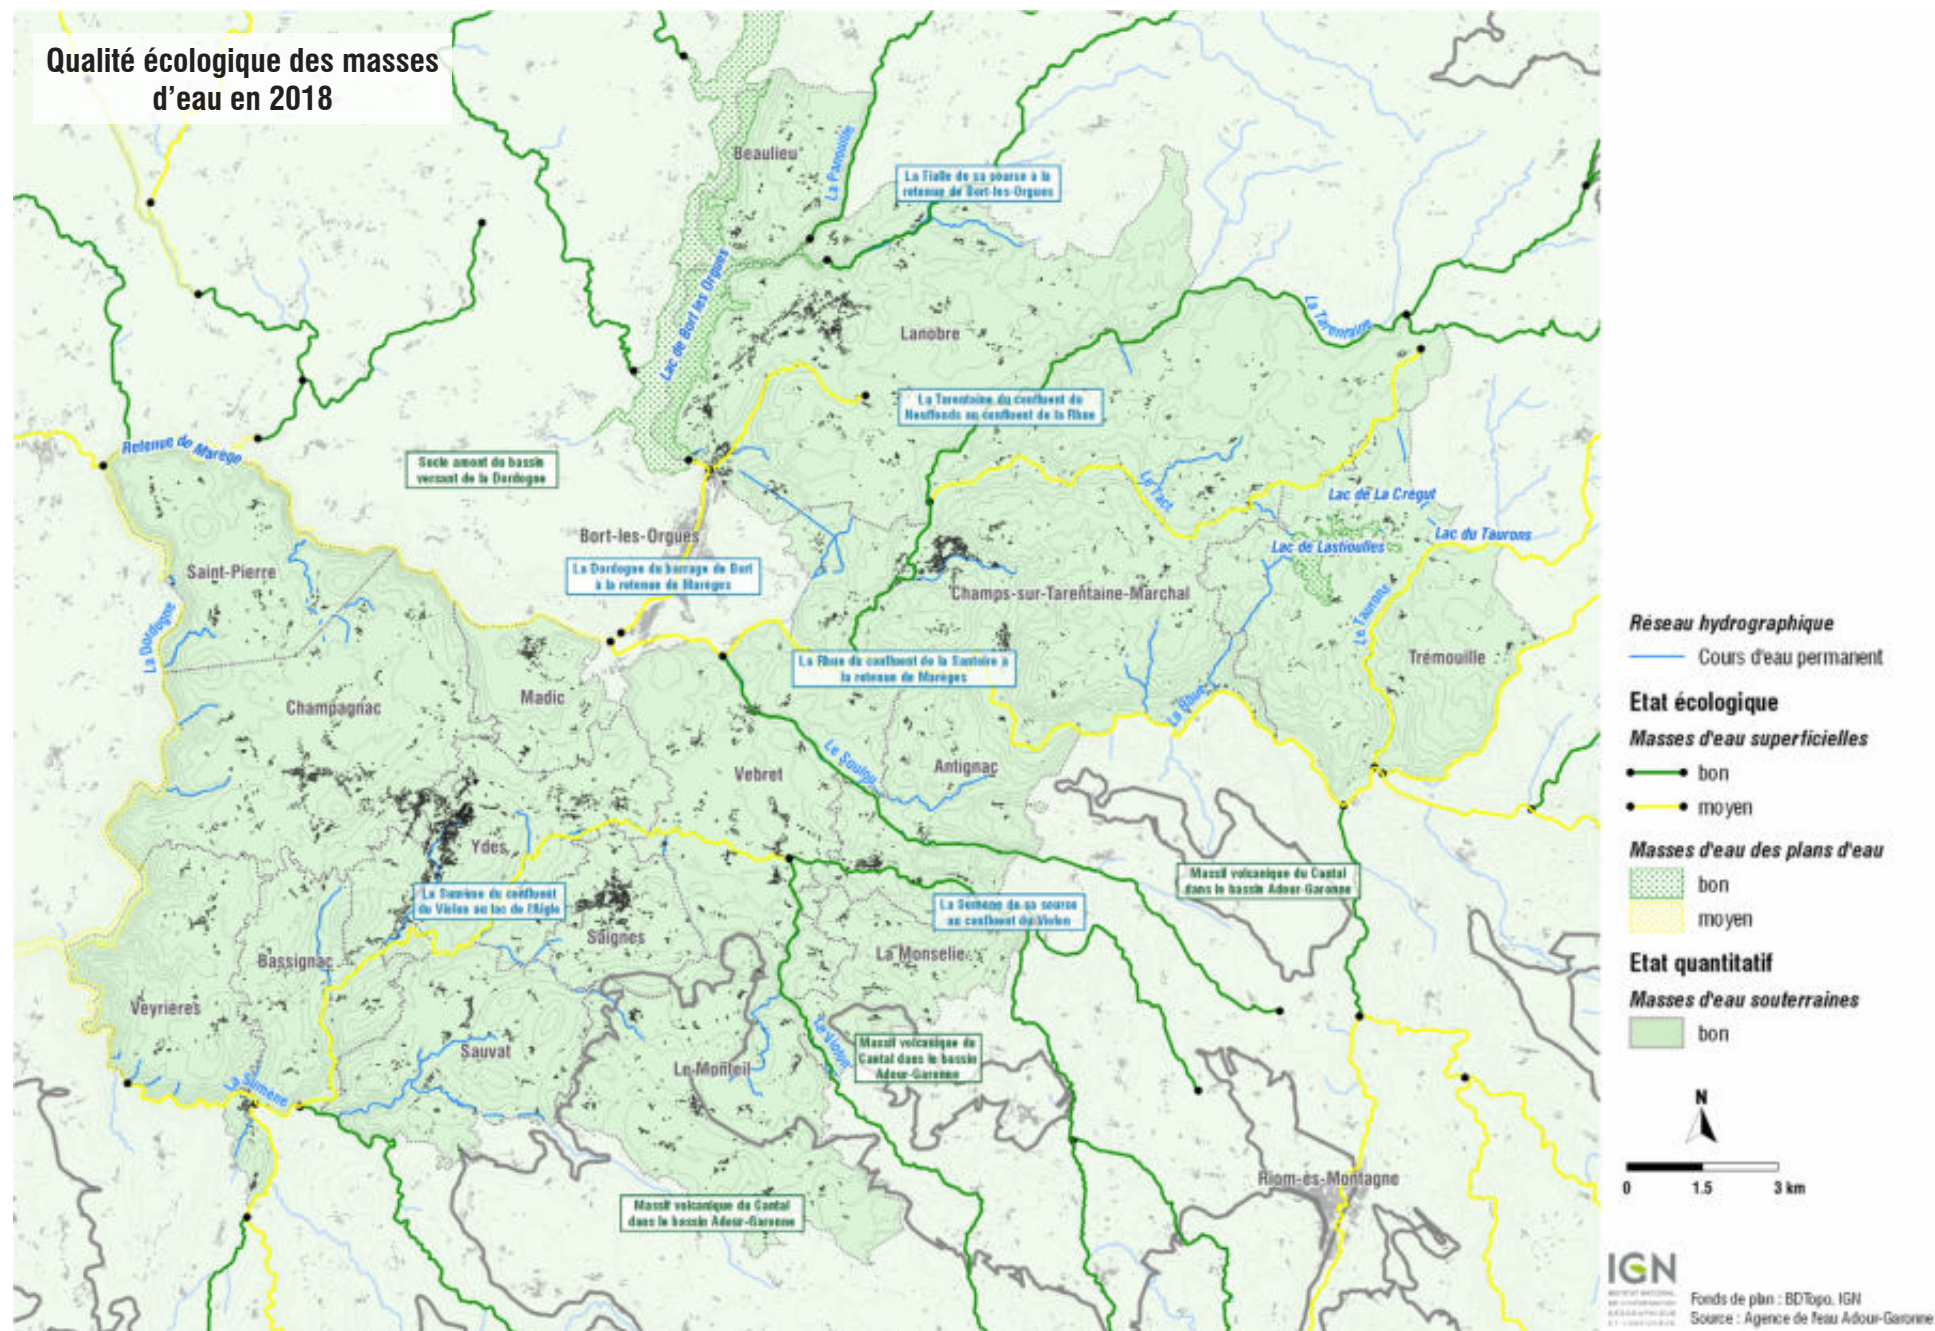 Qualité écologique des masses
d'eau en 2018
Beaulieu
La Panouille
La Tialle de sa source à la
retenue de Bort-les-Orgues
Lac de Bort les Orgues
Lanobre
La Tarentaine
La Tarentaine du confluent du
Neuffonds au confluent de la Rhue
Retenue de Marège
Socle amont du bassin
versant de la Dordogne
Le Tact
Lac de La Crégut
Lac du Taurons
Lac de Lastioulles
Bort-les-Orgues
La Dordogne du barrage de Bort
à la retenue de Marèges
Saint-Pierre
Champs-sur-Tarentaine-Marchal
La Dordogne
Le Taurons
Trémouille
La Rhue du confluent de la Santoire à
la retenue de Marèges
Madic
Champagnac
La Rhue
Le Soulou
Vebret
Antignac
Ydes
Massif volcanique du Cantal
dans le bassin Adour-Garonne
La Sumène du confluent
du Violon au lac de l'Aigle
La Sumène de sa source
au confluent du Violon
Saignes
Bassignac
La Monselie
Veyrières
Le Violon
Massif volcanique du
Cantal dans le bassin
Adour-Garonne
Sauvat
Le Monteil
La Sumène
Riom-ès-Montagne
Massif volcanique du Cantal
dans le bassin Adour-Garonne
Réseau hydrographique
Cours d'eau permanent
Etat écologique
Masses d'eau superficielles
bon
moyen
Masses d'eau des plans d'eau
bon
moyen
Etat quantitatif
Masses d'eau souterraines
bon
N
0 1.5 3 km
IGN
Fonds de plan : BDTopo, IGN
Source : Agence de l'eau Adour-Garonne